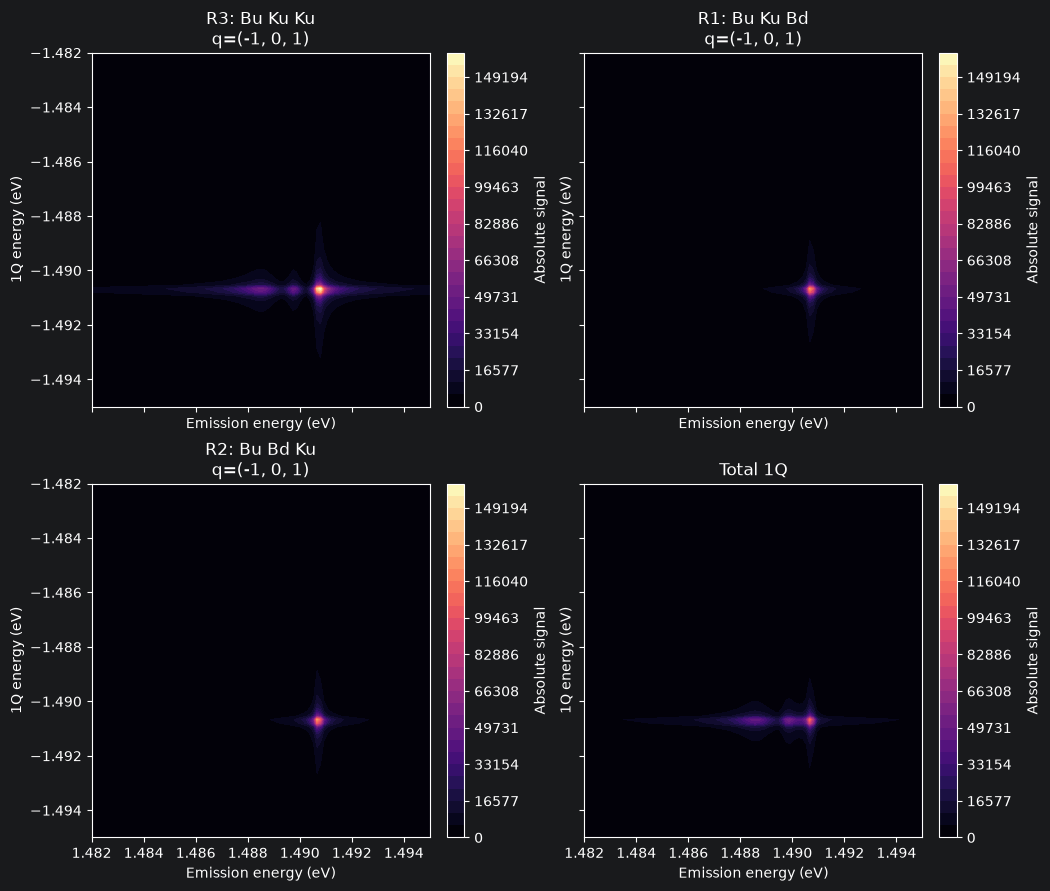 R3: Bu Ku Ku
q=(-1, 0, 1)
−1.482
−1.484
−1.486
−1.488
−1.490
−1.492
−1.494
1Q energy (eV)
Emission energy (eV)
149194
132617
116040
99463
82886
66308
49731
33154
16577
0
Absolute signal
R1: Bu Ku Bd
q=(-1, 0, 1)
1Q energy (eV)
Emission energy (eV)
149194
132617
116040
99463
82886
66308
49731
33154
16577
0
Absolute signal
R2: Bu Bd Ku
q=(-1, 0, 1)
−1.482
−1.484
−1.486
−1.488
−1.490
−1.492
−1.494
1Q energy (eV)
1.482 1.484 1.486 1.488 1.490 1.492 1.494
Emission energy (eV)
149194
132617
116040
99463
82886
66308
49731
33154
16577
0
Absolute signal
Total 1Q
1Q energy (eV)
1.482 1.484 1.486 1.488 1.490 1.492 1.494
Emission energy (eV)
149194
132617
116040
99463
82886
66308
49731
33154
16577
0
Absolute signal